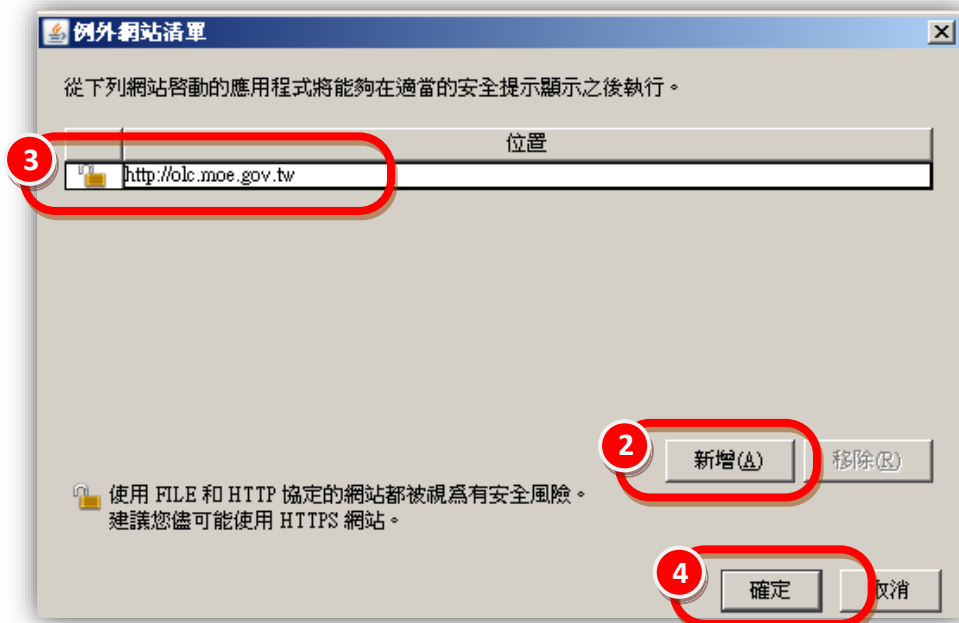 例外網站清單
從下列網站啓動的應用程式將能夠在適當的安全提示顯示之後執行。
位置
3
http://olc.moe.gov.tw
2
新增(A)
移除(R)
使用 FILE 和 HTTP 協定的網站都被視爲有安全風險。
建議您儘可能使用 HTTPS 網站。
4
確定
取消